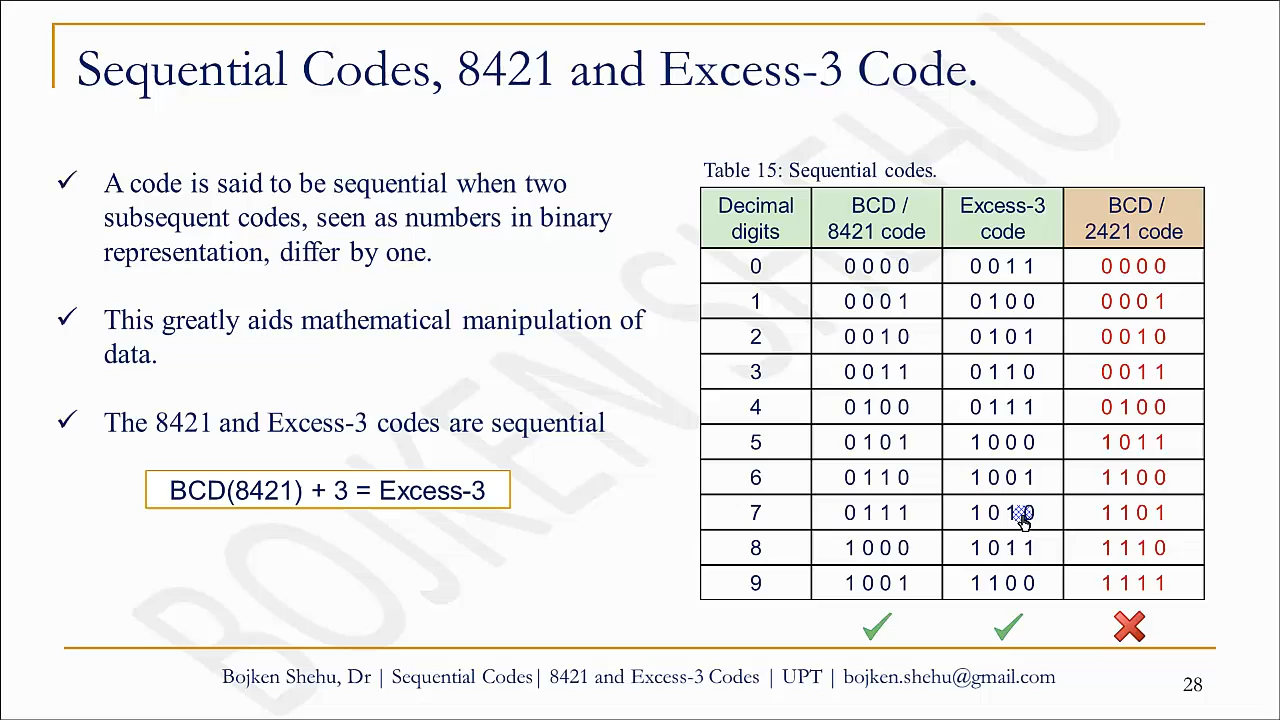 Sequential Codes, 8421 and Excess-3 Code.
✓ A code is said to be sequential when two
subsequent codes, seen as numbers in binary
representation, differ by one.
✓ This greatly aids mathematical manipulation of
data.
✓ The 8421 and Excess-3 codes are sequential
BCD(8421) + 3 = Excess-3
Table 15: Sequential codes.
Decimal digits BCD / 8421 code Excess-3 code BCD / 2421 code
0 0 0 0 0 0 0 1 1 0 0 0 0
1 0 0 0 1 0 1 0 0 0 0 0 1
2 0 0 1 0 0 1 0 1 0 0 1 0
3 0 0 1 1 0 1 1 0 0 0 1 1
4 0 1 0 0 0 1 1 1 0 1 0 0
5 0 1 0 1 1 0 0 0 1 0 1 1
6 0 1 1 0 1 0 0 1 1 1 0 0
7 0 1 1 1 1 0 1 0 1 1 0 1
8 1 0 0 0 1 0 1 1 1 1 1 0
9 1 0 0 1 1 1 0 0 1 1 1 1
Bojken Shehu, Dr | Sequential Codes| 8421 and Excess-3 Codes | UPT | bojken.shehu@gmail.com
28
BOJKEN SHEHU